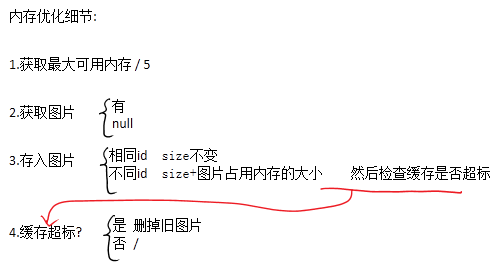 内存优化细节:
1.获取最大可用内存 / 5
2.获取图片 有
null
3.存入图片 相同id size不变
不同id size+图片占用内存的大小 然后检查缓存是否超标
4.缓存超标? 是 删掉旧图片
否 /